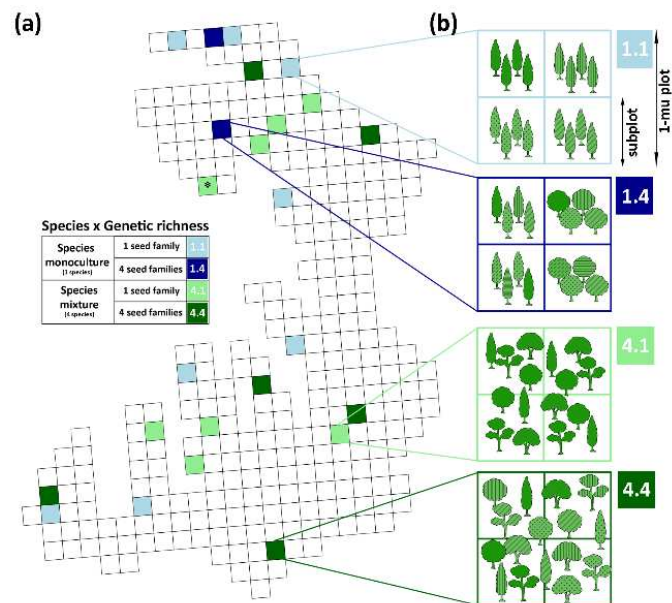 (a)
(b)
1.1
subplot
1-mu plot
1.4
*
Species x Genetic richness
Species monoculture (1 species)
1 seed family 1.1
4 seed families 1.4
Species mixture (4 species)
1 seed family 4.1
4 seed families 4.4
4.1
4.4